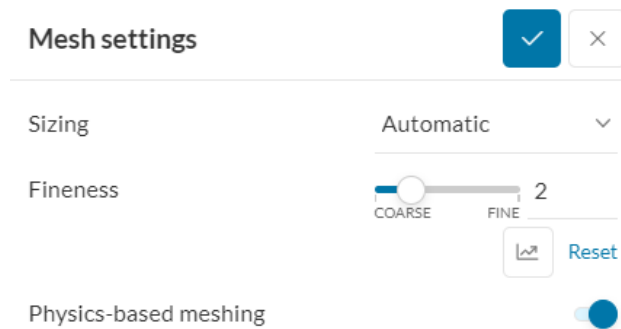 Mesh settings
Sizing
Automatic
Fineness
2
COARSE
FINE
Reset
Physics-based meshing